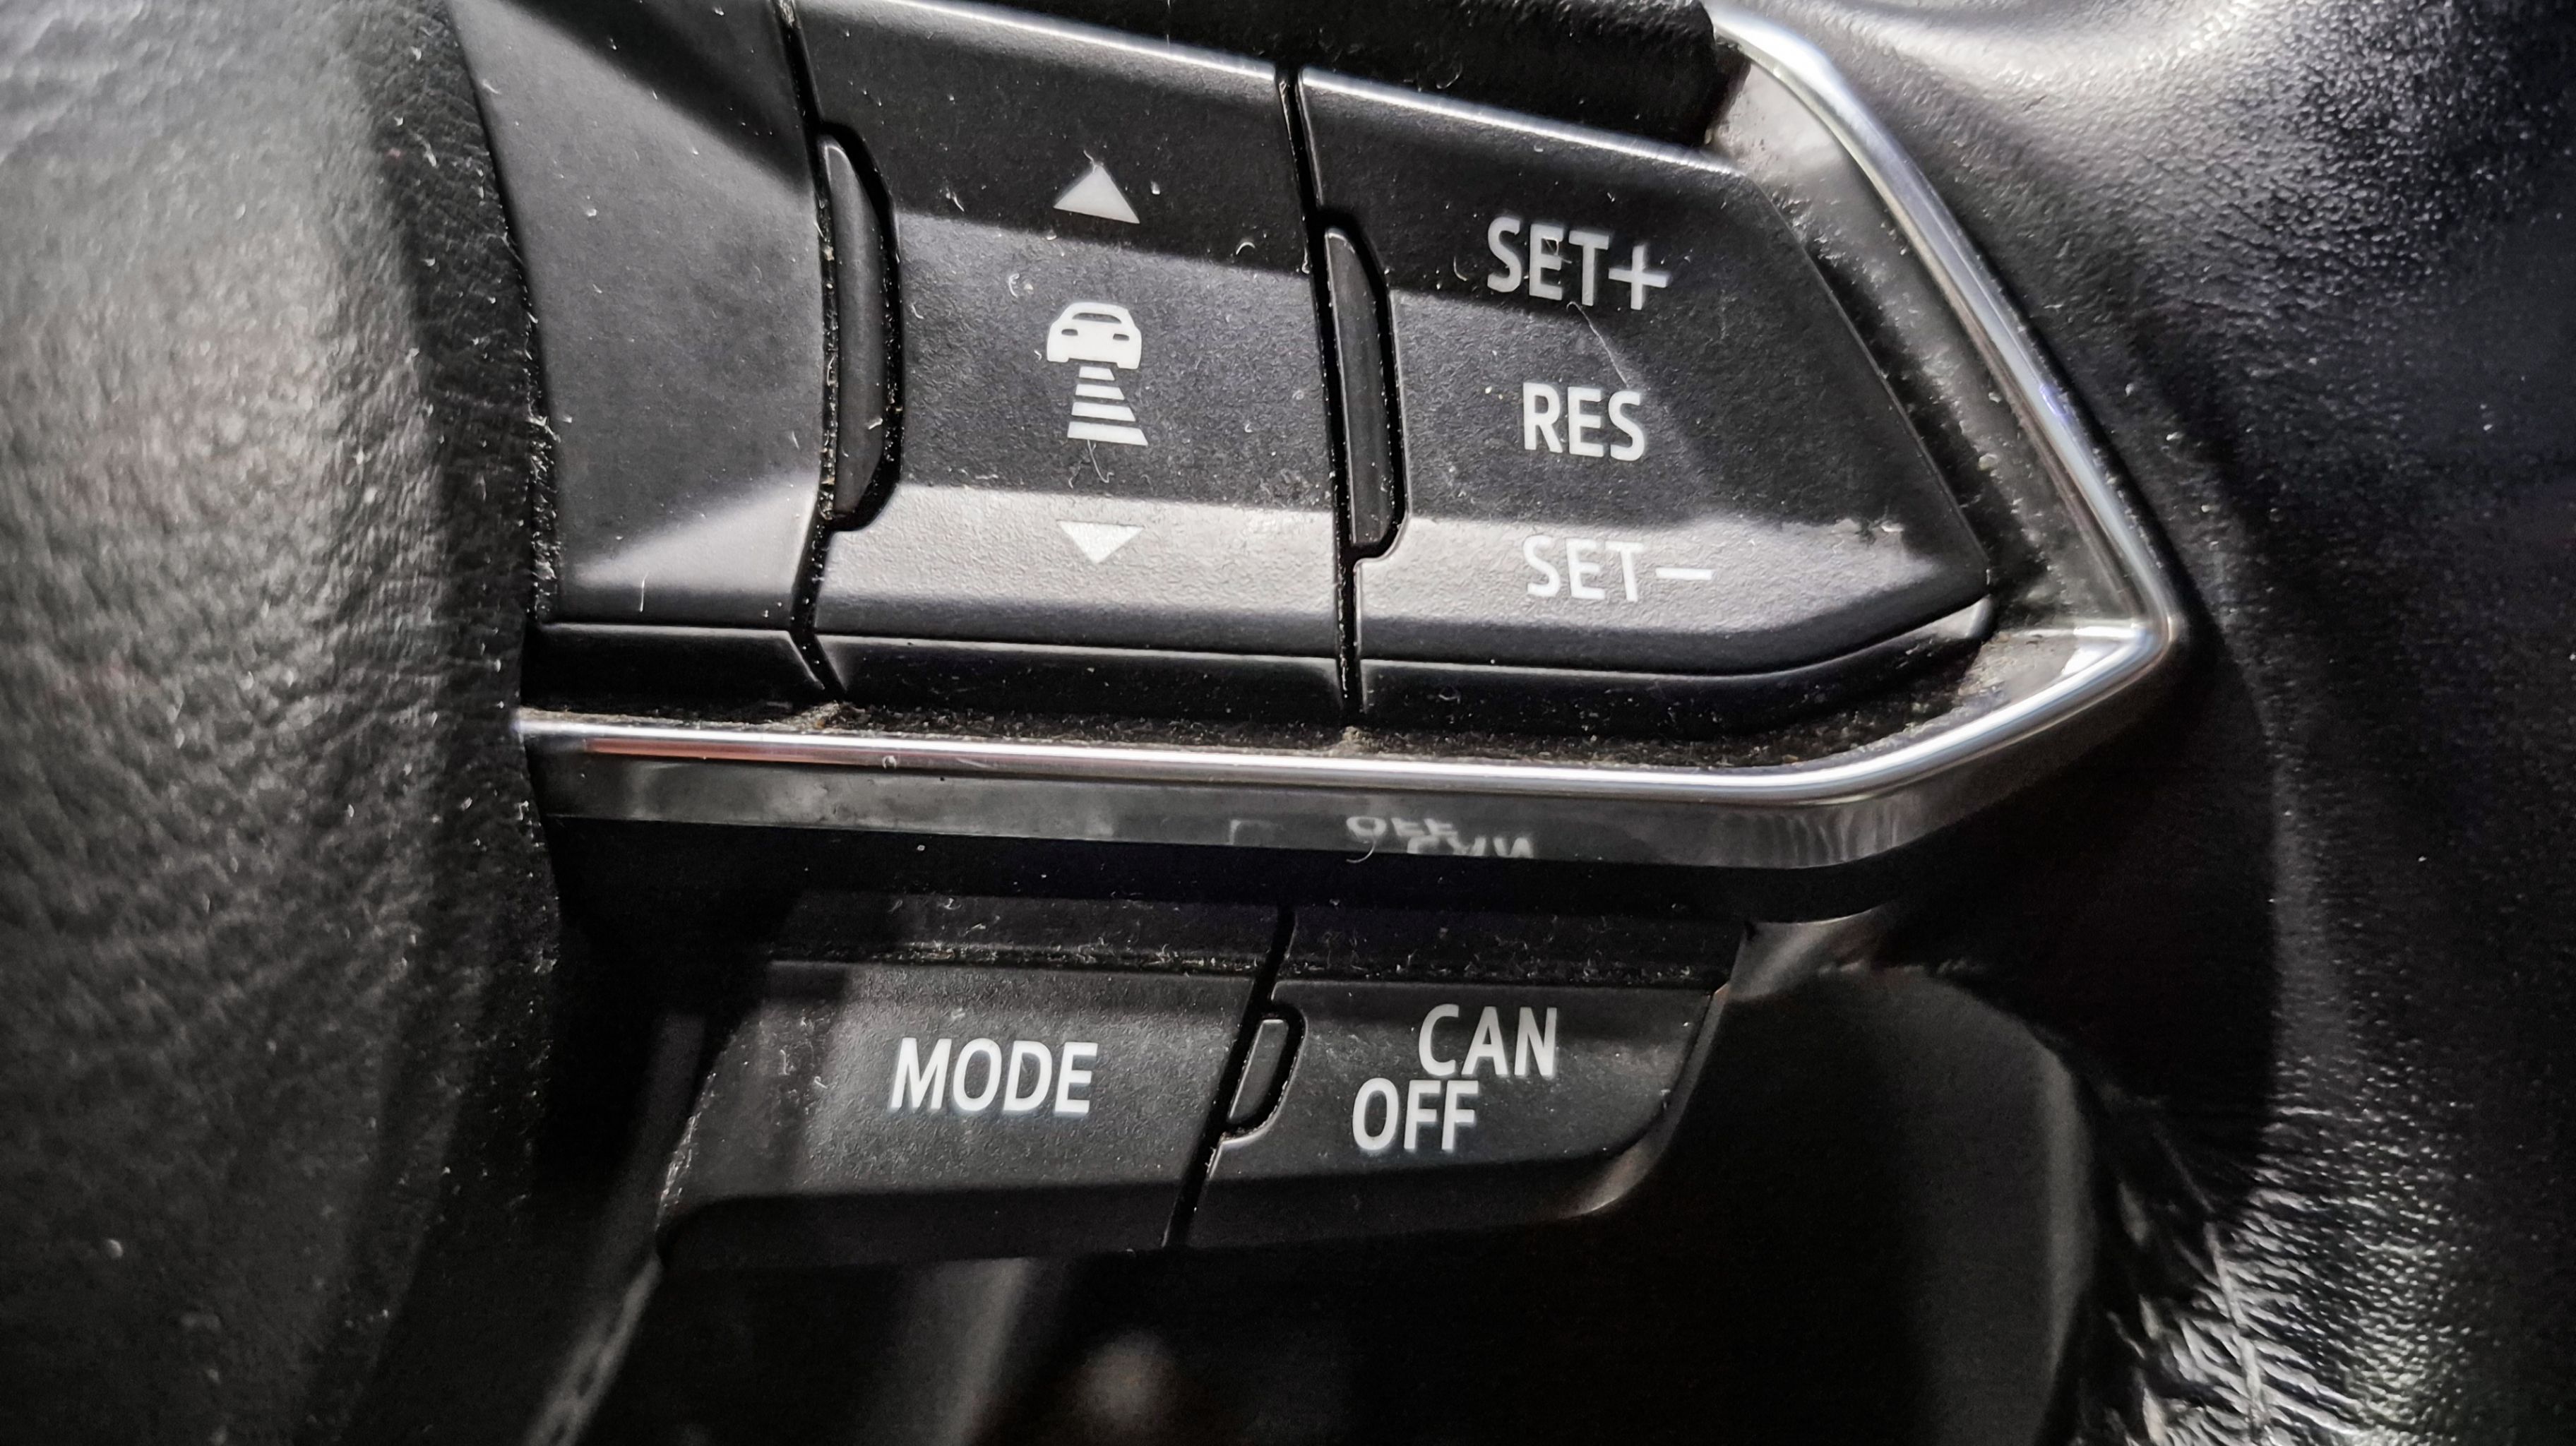 SET+
RES
SET−
MODE
CAN
OFF